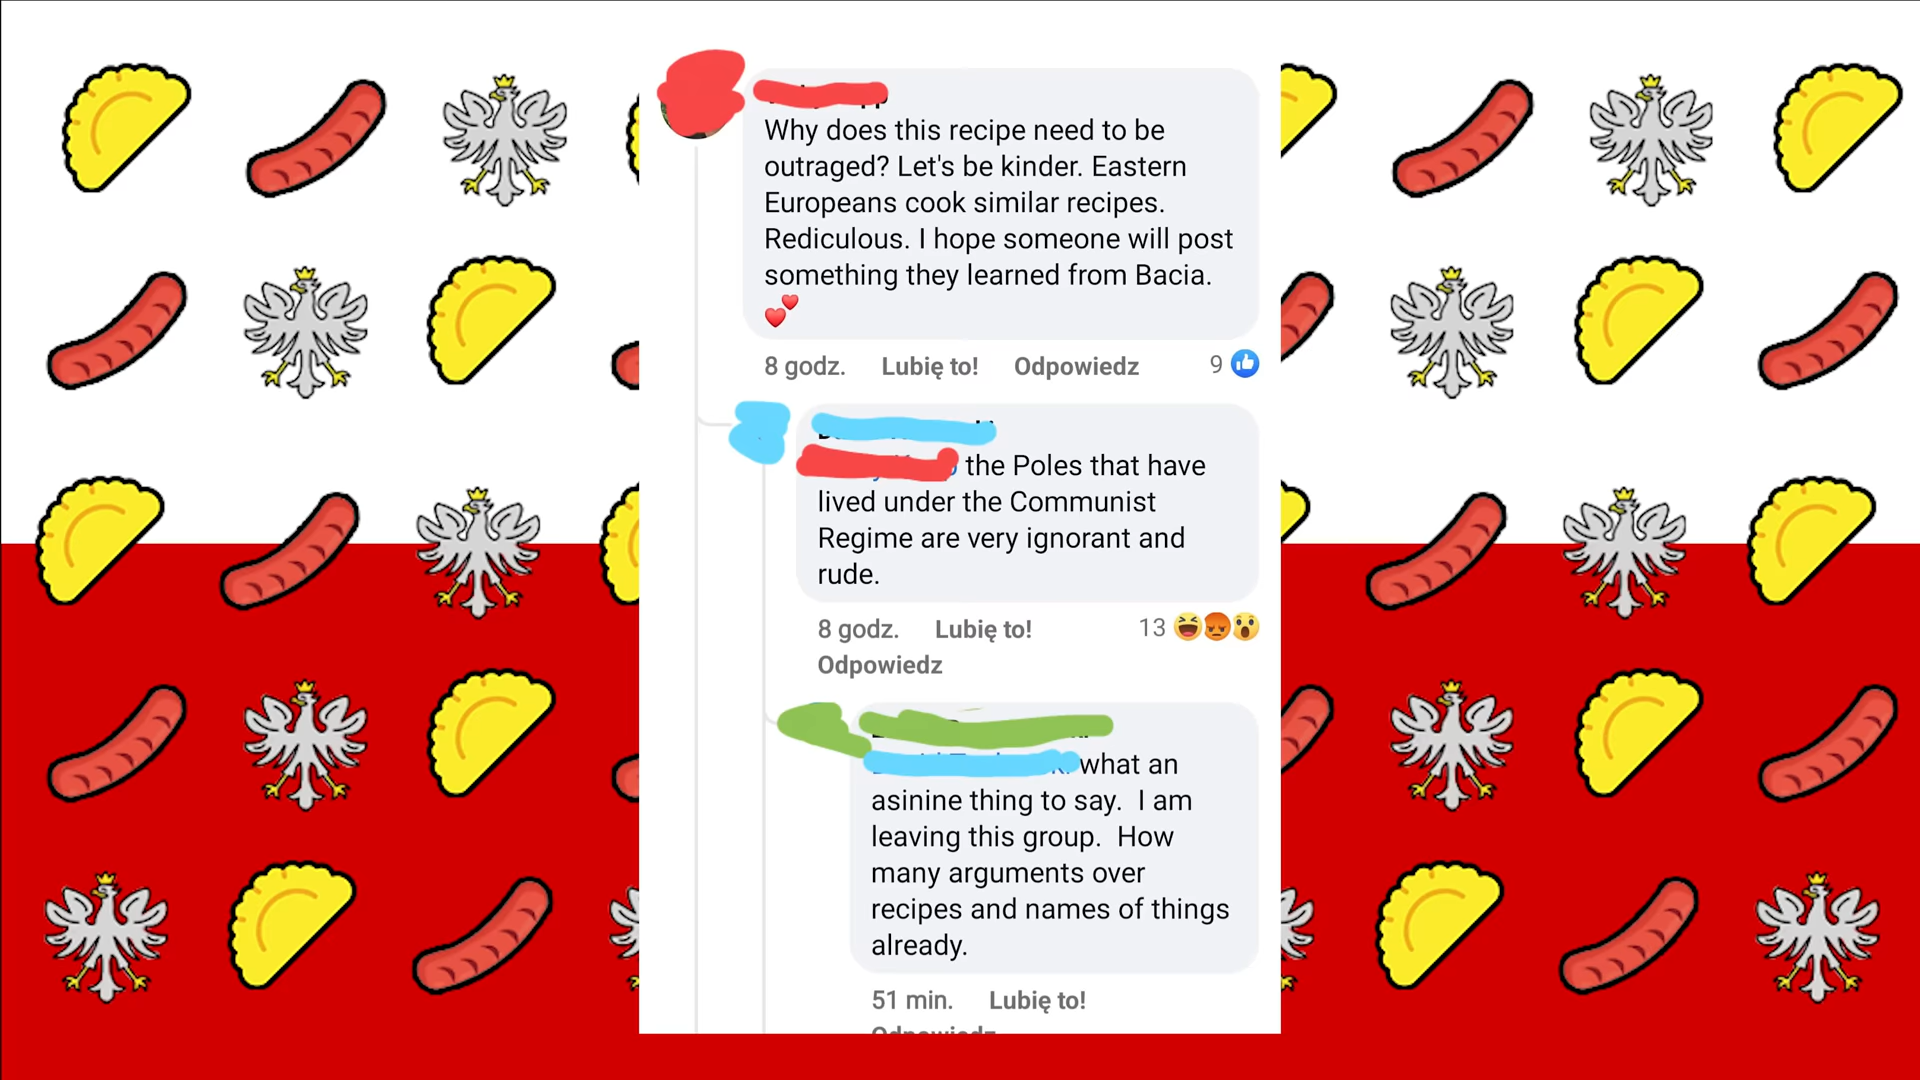 Why does this recipe need to be
outraged? Let's be kinder. Eastern
Europeans cook similar recipes.
Rediculous. I hope someone will post
something they learned from Bacia.
💕
8 godz. Lubię to! Odpowiedz 9
the Poles that have
lived under the Communist
Regime are very ignorant and
rude.
8 godz. Lubię to! 13
Odpowiedz
what an
asinine thing to say. I am
leaving this group. How
many arguments over
recipes and names of things
already.
51 min. Lubię to!
Odpowiedz